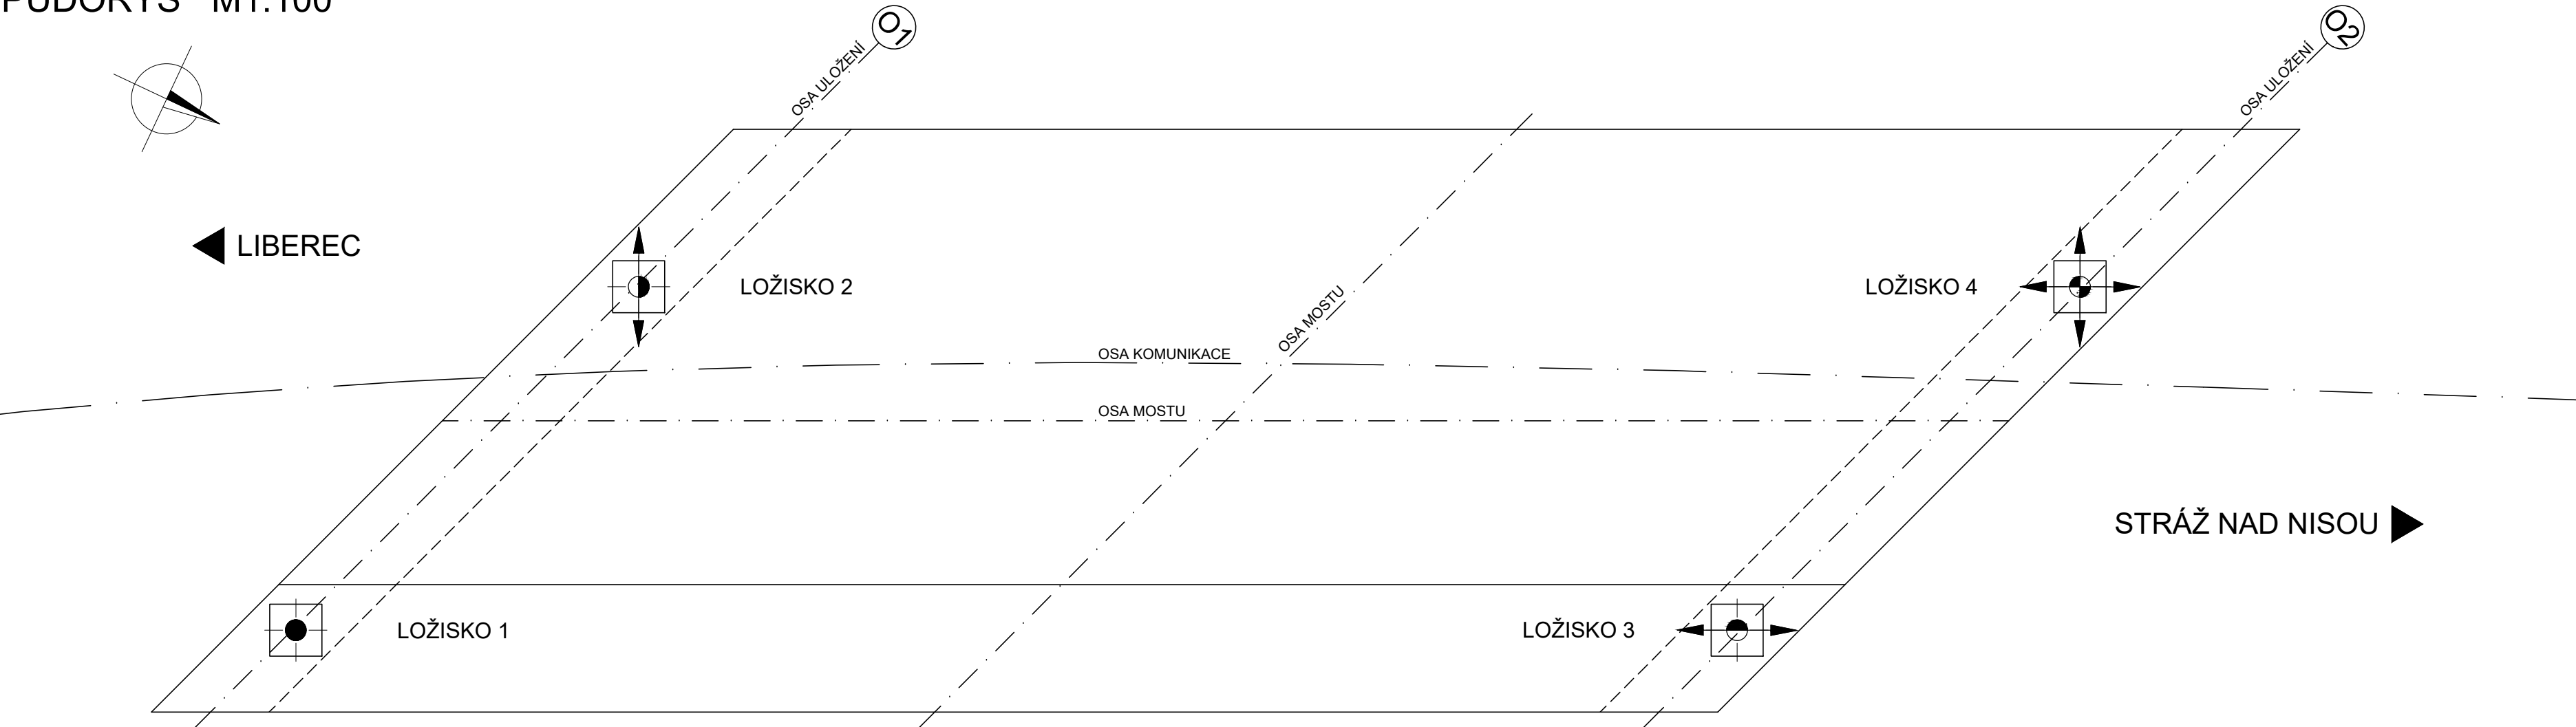 PŮDORYS M1:100
O1
O2
OSA ULOŽENÍ
OSA ULOŽENÍ
LIBEREC
LOŽISKO 2
LOŽISKO 4
OSA MOSTU
OSA KOMUNIKACE
OSA MOSTU
STRÁŽ NAD NISOU
LOŽISKO 1
LOŽISKO 3